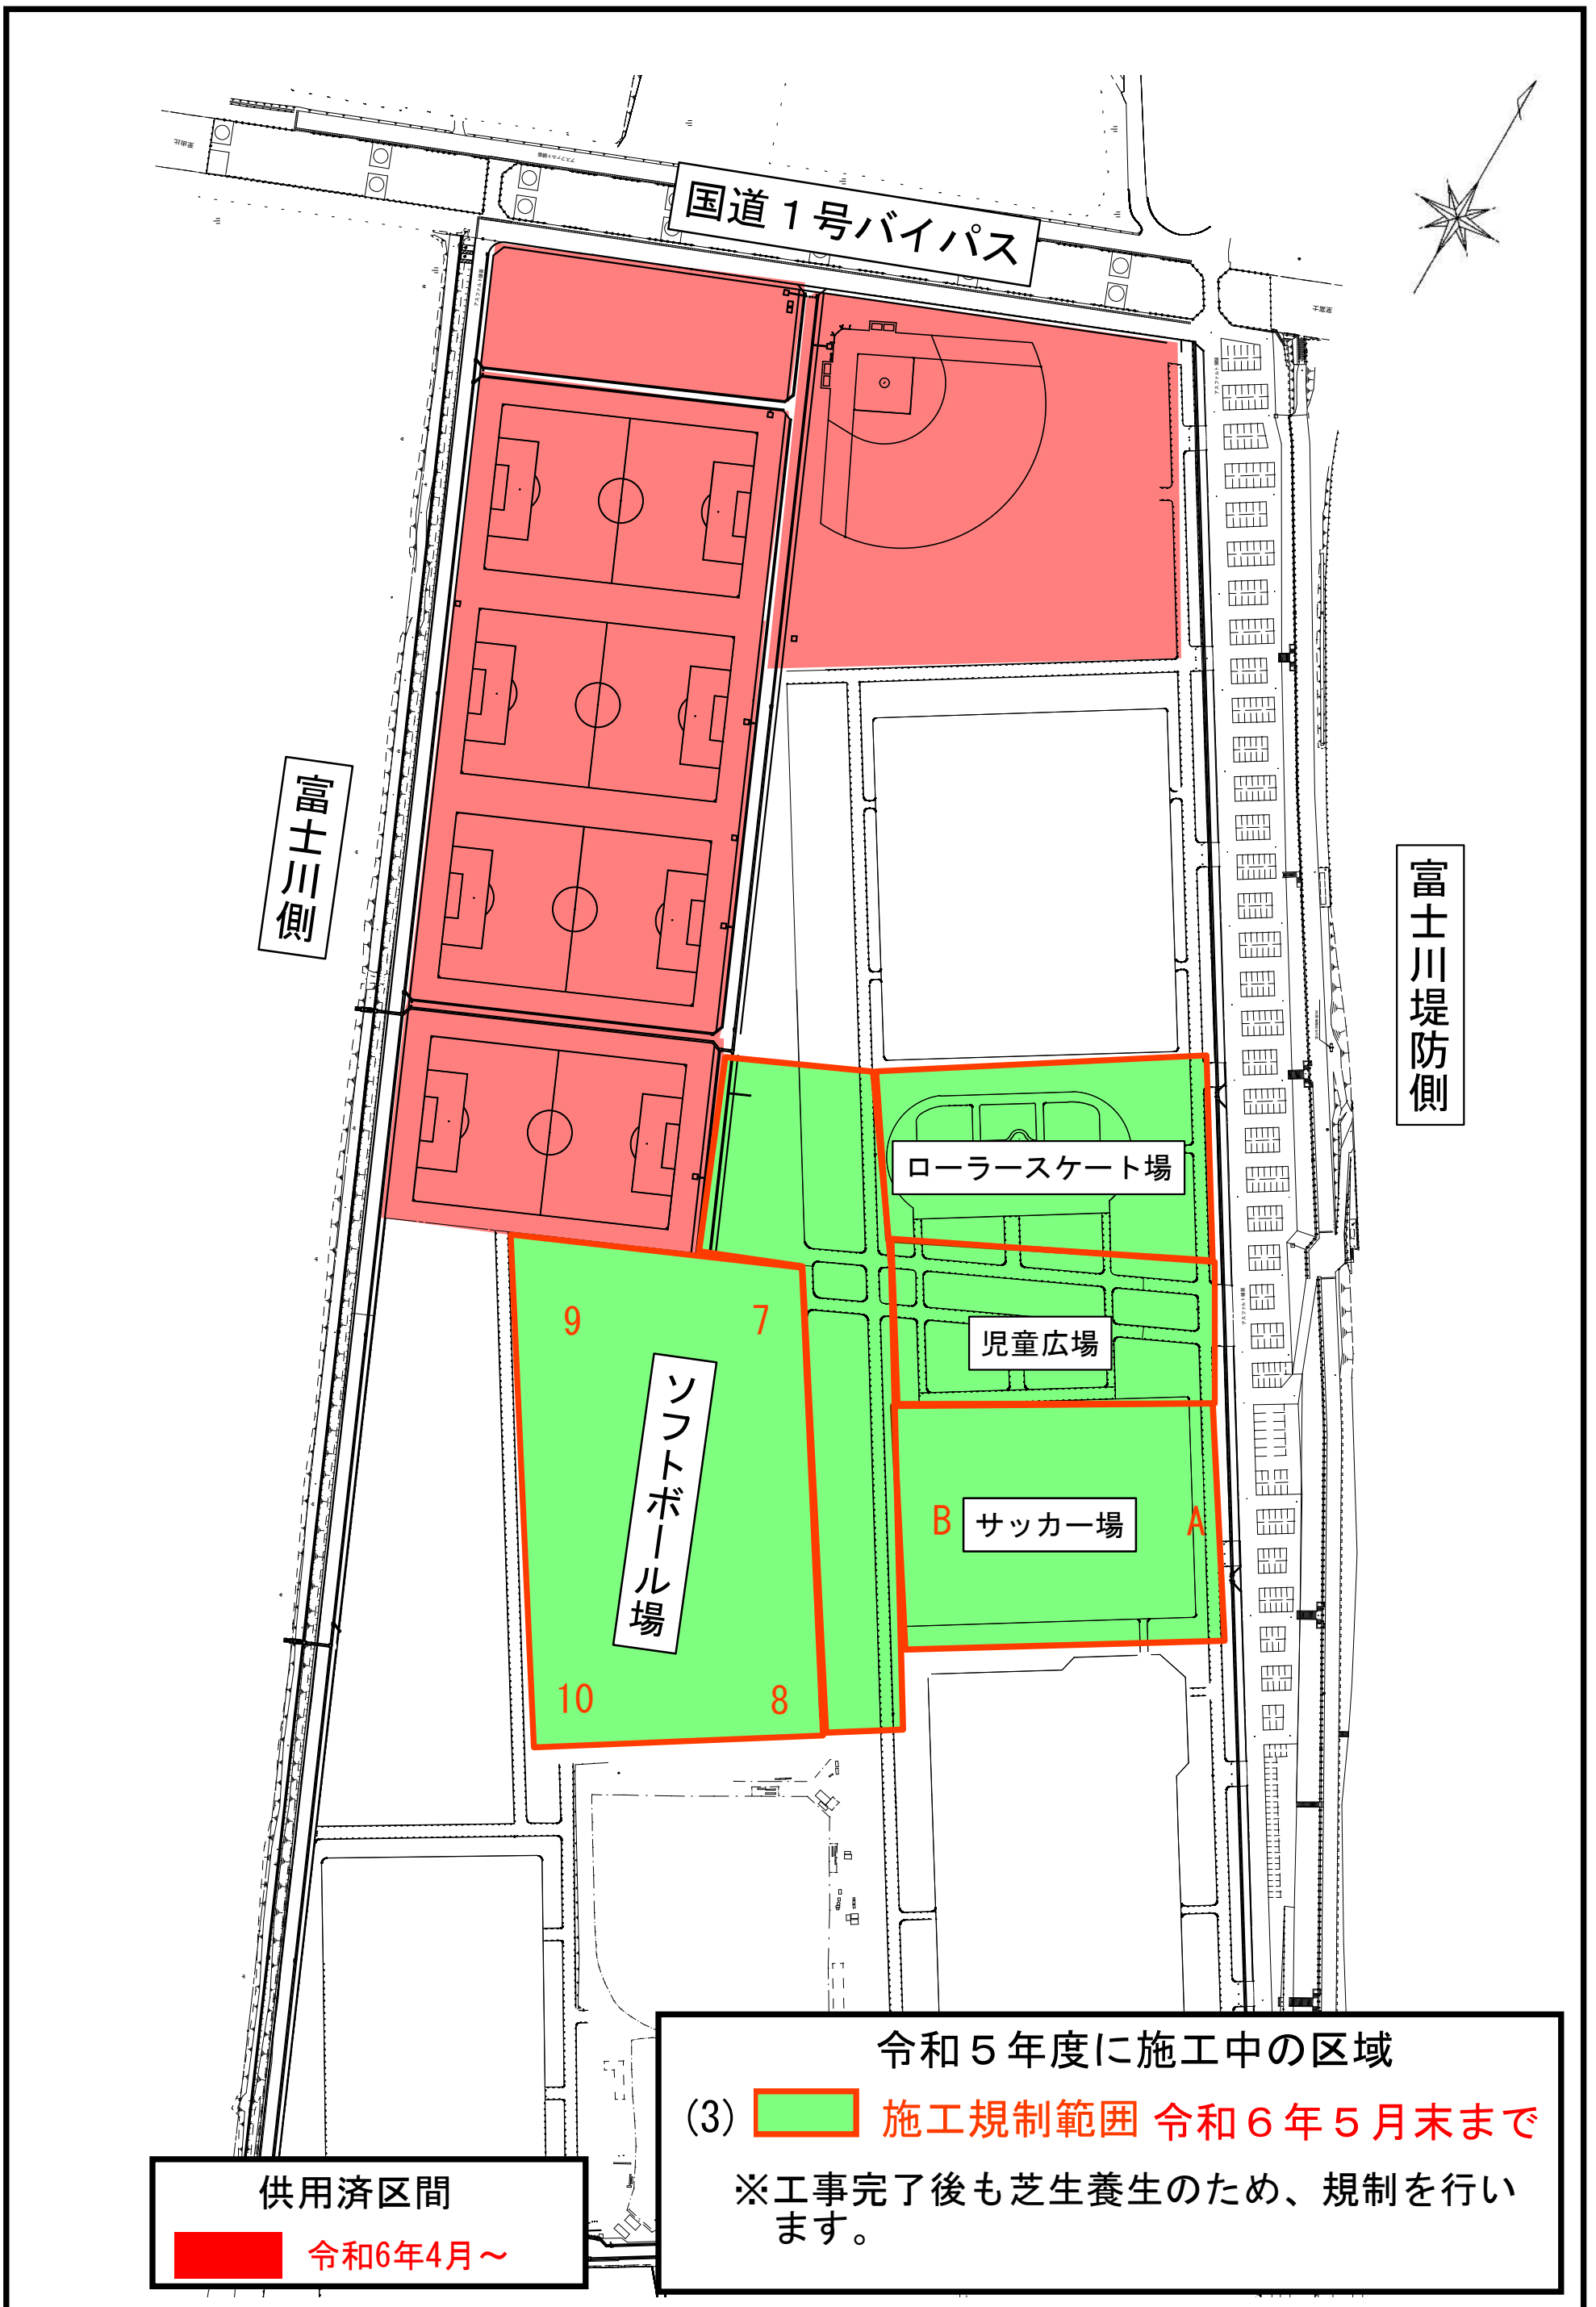 国道１号バイパス
富士川側
富士川堤防側
ローラースケート場
児童広場
9
7
ソフトボール場
B
サッカー場
A
10
8
令和５年度に施工中の区域
(3)
施工規制範囲 令和６年５月末まで
※工事完了後も芝生養生のため、規制を行い
ます。
供用済区間
令和6年4月～